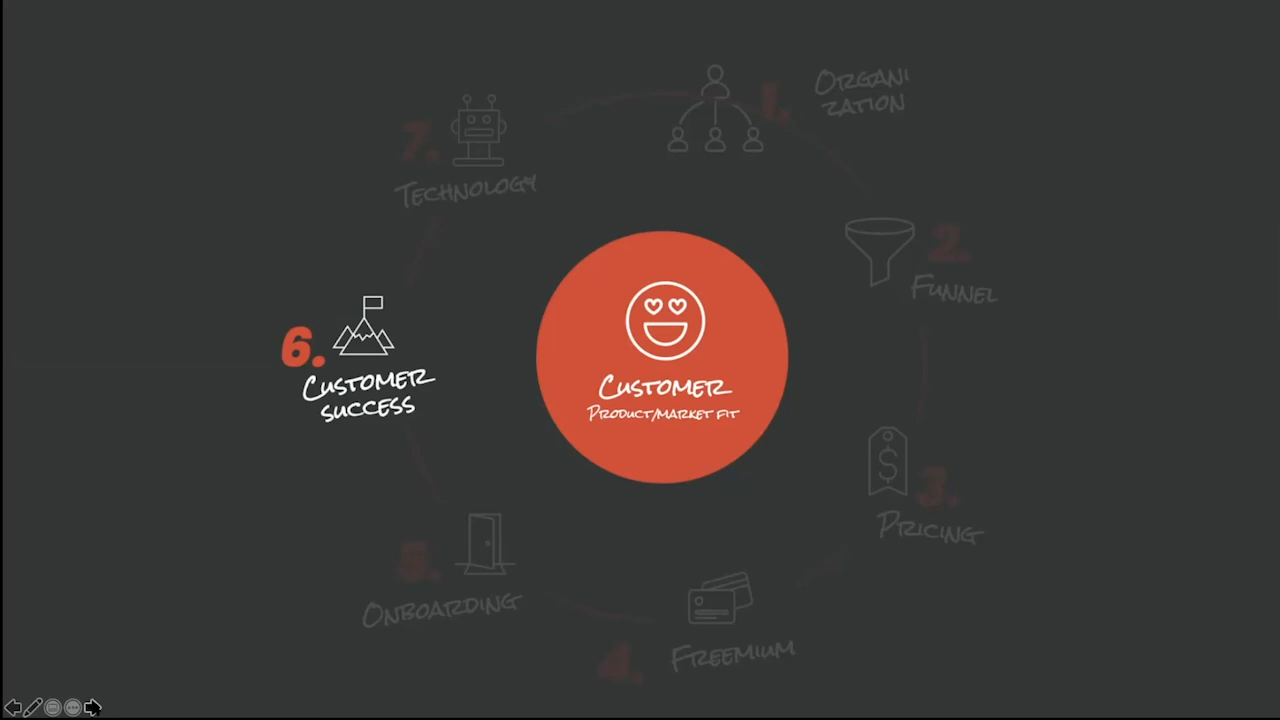 1.
ORGANI
ZATION
7.
TECHNOLOGY
2.
FUNNEL
6.
CUSTOMER
SUCCESS
CUSTOMER
PRODUCT/MARKET FIT
$
3.
PRICING
5.
ONBOARDING
4.
FREEMIUM